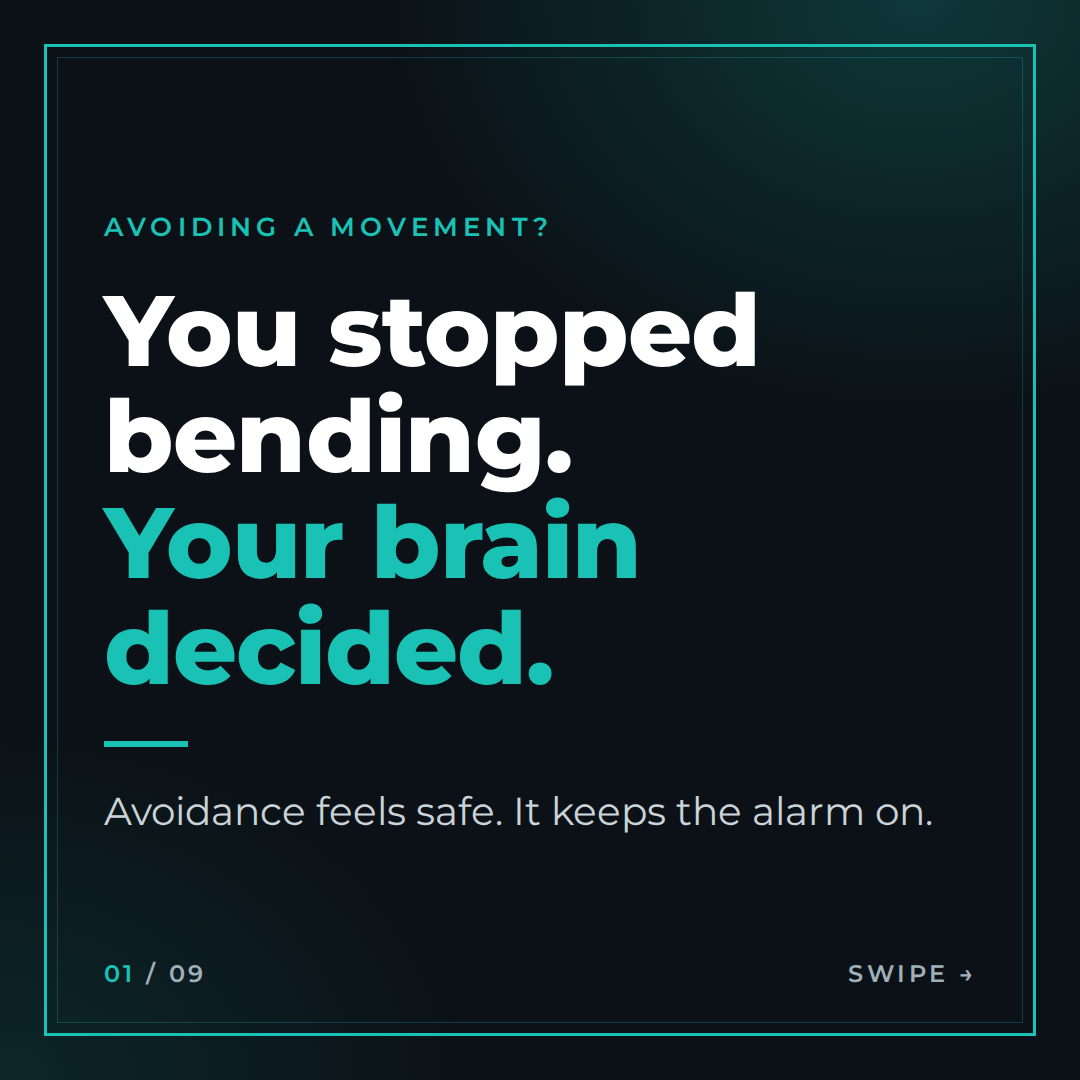 AVOIDING A MOVEMENT?
You stopped
bending.
Your brain
decided.
Avoidance feels safe. It keeps the alarm on.
01 / 09
SWIPE →